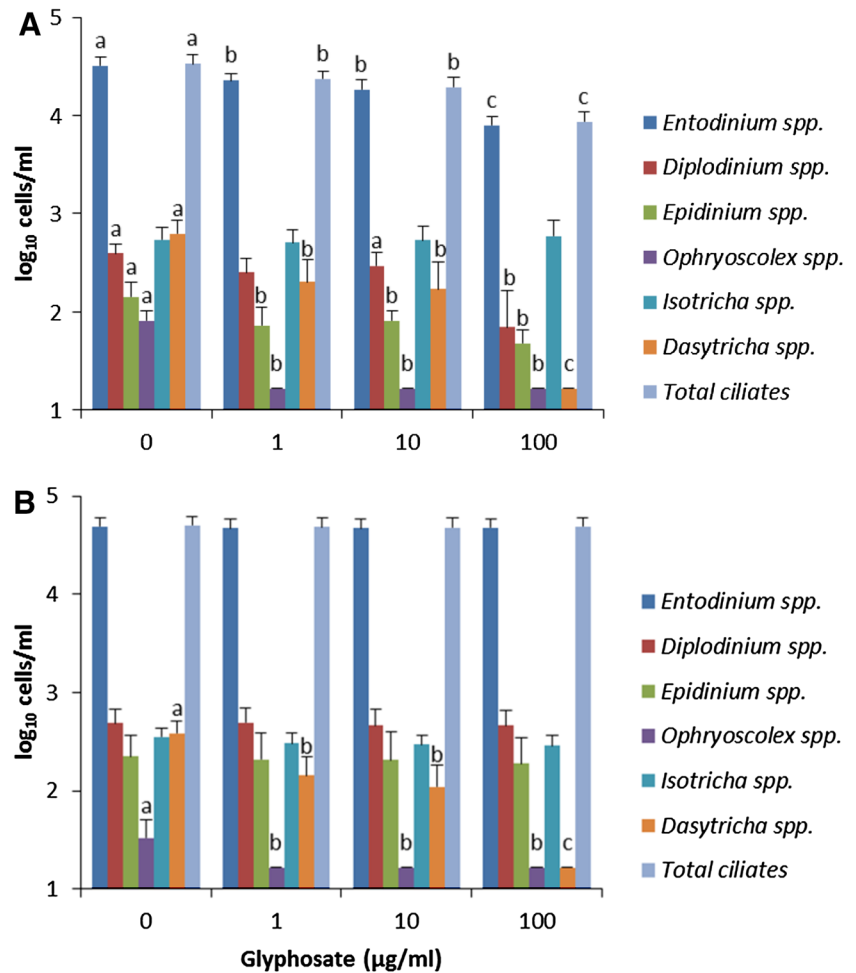 A
5
4
3
2
1
log10 cells/ml
a a b b b b c c
a a a a b b b a b b b b b b b c
0 1 10 100
Entodinium spp.
Diplodinium spp.
Epidinium spp.
Ophryoscolex spp.
Isotricha spp.
Dasytricha spp.
Total ciliates
B
5
4
3
2
1
log10 cells/ml
a a b b b b b c
0 1 10 100
Glyphosate (µg/ml)
Entodinium spp.
Diplodinium spp.
Epidinium spp.
Ophryoscolex spp.
Isotricha spp.
Dasytricha spp.
Total ciliates